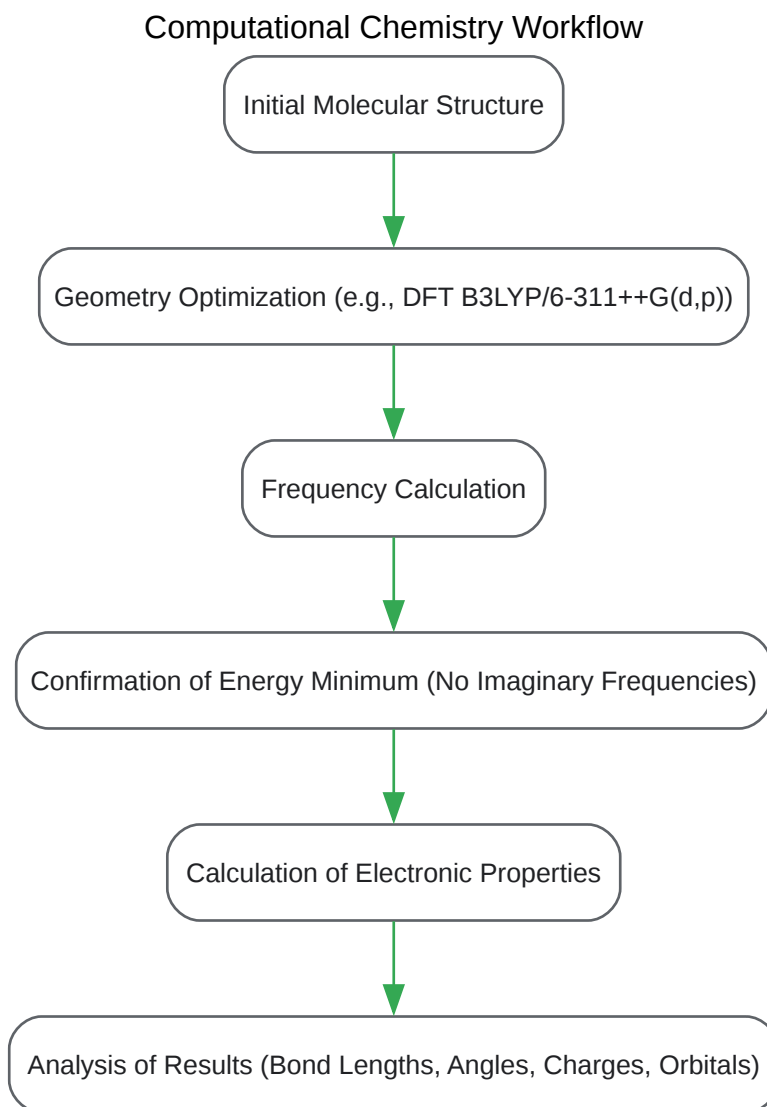 Computational Chemistry Workflow
Initial Molecular Structure
Geometry Optimization (e.g., DFT B3LYP/6-311++G(d,p))
Frequency Calculation
Confirmation of Energy Minimum (No Imaginary Frequencies)
Calculation of Electronic Properties
Analysis of Results (Bond Lengths, Angles, Charges, Orbitals)